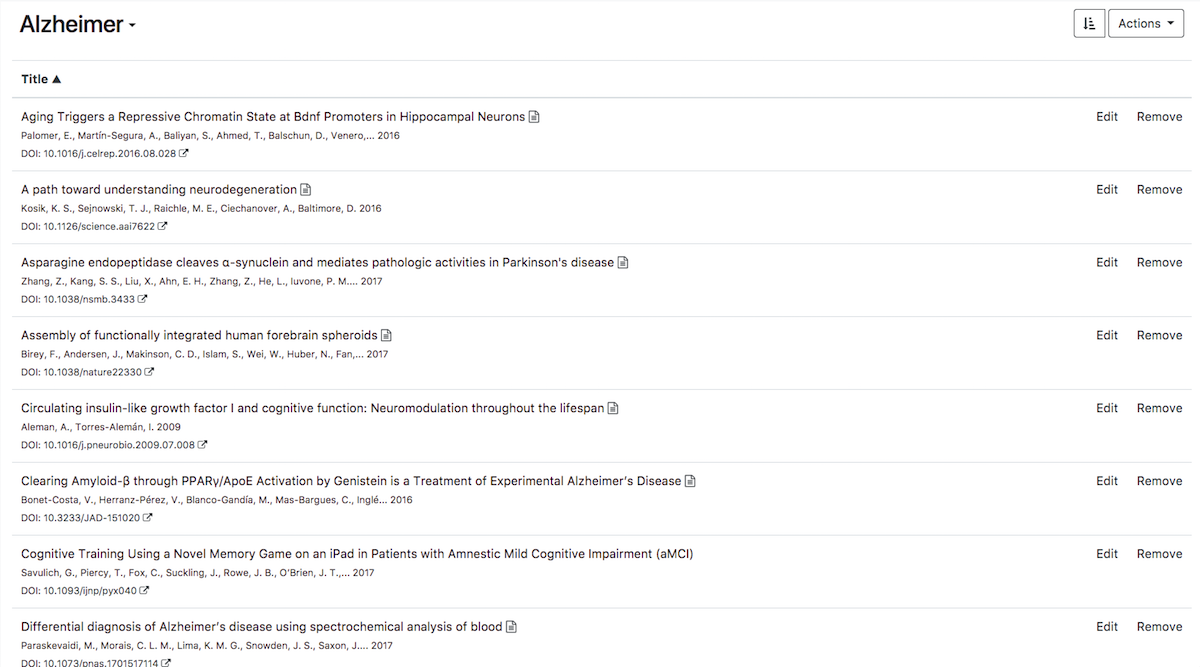 Alzheimer
Actions
Title
Aging Triggers a Repressive Chromatin State at Bdnf Promoters in Hippocampal Neurons
Edit Remove
Palomer, E., Martín-Segura, A., Baliyan, S., Ahmed, T., Balschun, D., Venero,... 2016
DOI: 10.1016/j.celrep.2016.08.028
A path toward understanding neurodegeneration
Edit Remove
Kosik, K. S., Sejnowski, T. J., Raichle, M. E., Ciechanover, A., Baltimore, D. 2016
DOI: 10.1126/science.aai7622
Asparagine endopeptidase cleaves α-synuclein and mediates pathologic activities in Parkinson's disease
Edit Remove
Zhang, Z., Kang, S. S., Liu, X., Ahn, E. H., Zhang, Z., He, L., Iuvone, P. M.... 2017
DOI: 10.1038/nsmb.3433
Assembly of functionally integrated human forebrain spheroids
Edit Remove
Birey, F., Andersen, J., Makinson, C. D., Islam, S., Wei, W., Huber, N., Fan,... 2017
DOI: 10.1038/nature22330
Circulating insulin-like growth factor I and cognitive function: Neuromodulation throughout the lifespan
Edit Remove
Aleman, A., Torres-Alemán, I. 2009
DOI: 10.1016/j.pneurobio.2009.07.008
Clearing Amyloid-β through PPARγ/ApoE Activation by Genistein is a Treatment of Experimental Alzheimer's Disease
Edit Remove
Bonet-Costa, V., Herranz-Pérez, V., Blanco-Gandía, M., Mas-Bargues, C., Inglé... 2016
DOI: 10.3233/JAD-151020
Cognitive Training Using a Novel Memory Game on an iPad in Patients with Amnestic Mild Cognitive Impairment (aMCI)
Edit Remove
Savulich, G., Piercy, T., Fox, C., Suckling, J., Rowe, J. B., O'Brien, J. T.,... 2017
DOI: 10.1093/ijnp/pyx040
Differential diagnosis of Alzheimer's disease using spectrochemical analysis of blood
Edit Remove
Paraskevaidi, M., Morais, C. L. M., Lima, K. M. G., Snowden, J. S., Saxon, J.... 2017
DOI: 10.1073/pnas.1701517114